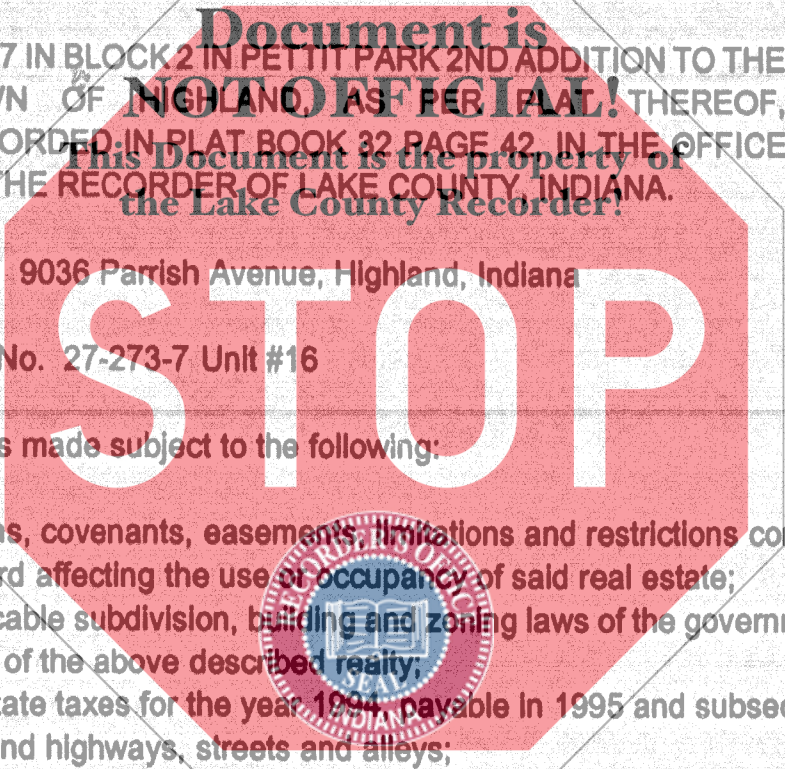 Document is
7 IN BLOCK 2 IN PETTIT PARK 2ND ADDITION TO THE
NOT OFFICIAL!
VN OF HIGHLAND, AS PER PLAT THEREOF,
This Document is the property of
ORDED IN PLAT BOOK 32 PAGE 42, IN THE OFFICE
the Lake County Recorder!
THE RECORDER OF LAKE COUNTY, INDIANA.
9036 Parrish Avenue, Highland, Indiana
STOP
No. 27-273-7 Unit #16
s made subject to the following:
ns, covenants, easements, limitations and restrictions co
rd affecting the use or occupancy of said real estate;
cable subdivision, building and zoning laws of the governm
of the above described realty;
tate taxes for the year 1994, payable in 1995 and subsec
nd highways, streets and alleys;
RECORDER'S OFFICE
SEAL
INDIANA